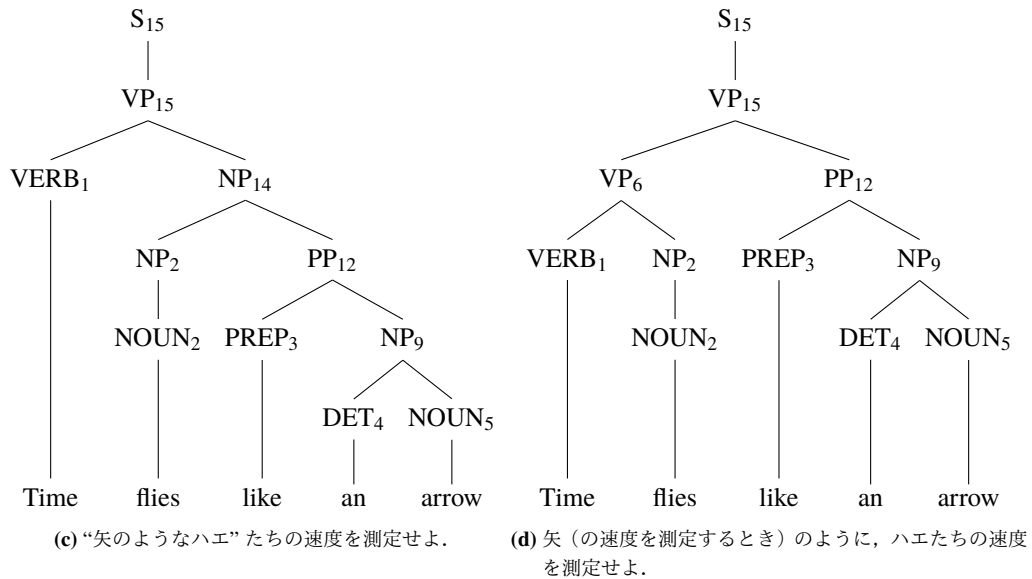 S15 S15
VP15 VP15
VERB1 NP14 VP6 PP12
NP2 PP12 VERB1 NP2 PREP3 NP9
NOUN2 PREP3 NP9 NOUN2 DET4 NOUN5
DET4 NOUN5
Time flies like an arrow Time flies like an arrow
(c) “矢のようなハエ” たちの速度を測定せよ.
(d) 矢（の速度を測定するとき）のように，ハエたちの速度
を測定せよ.